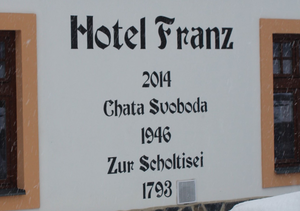 Hotel Franz
2014
Chata Svoboda
1946
Zur Scholtisei
1793